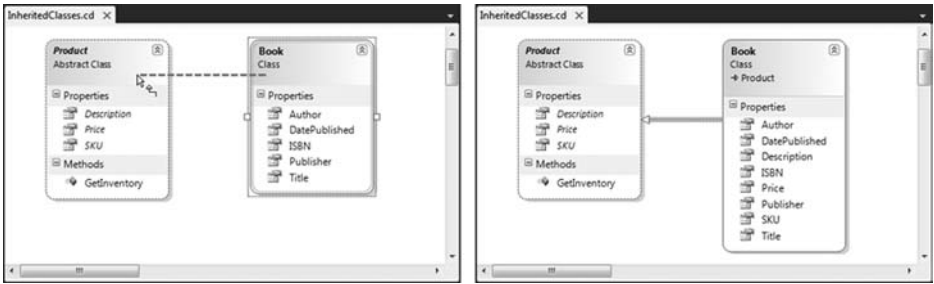 InheritedClasses.cd
Product
Abstract Class
Properties
Description
Price
SKU
Methods
GetInventory
Book
Class
Properties
Author
DatePublished
ISBN
Publisher
Title
InheritedClasses.cd
Product
Abstract Class
Properties
Description
Price
SKU
Methods
GetInventory
Book
Class
Product
Properties
Author
DatePublished
Description
ISBN
Price
Publisher
SKU
Title